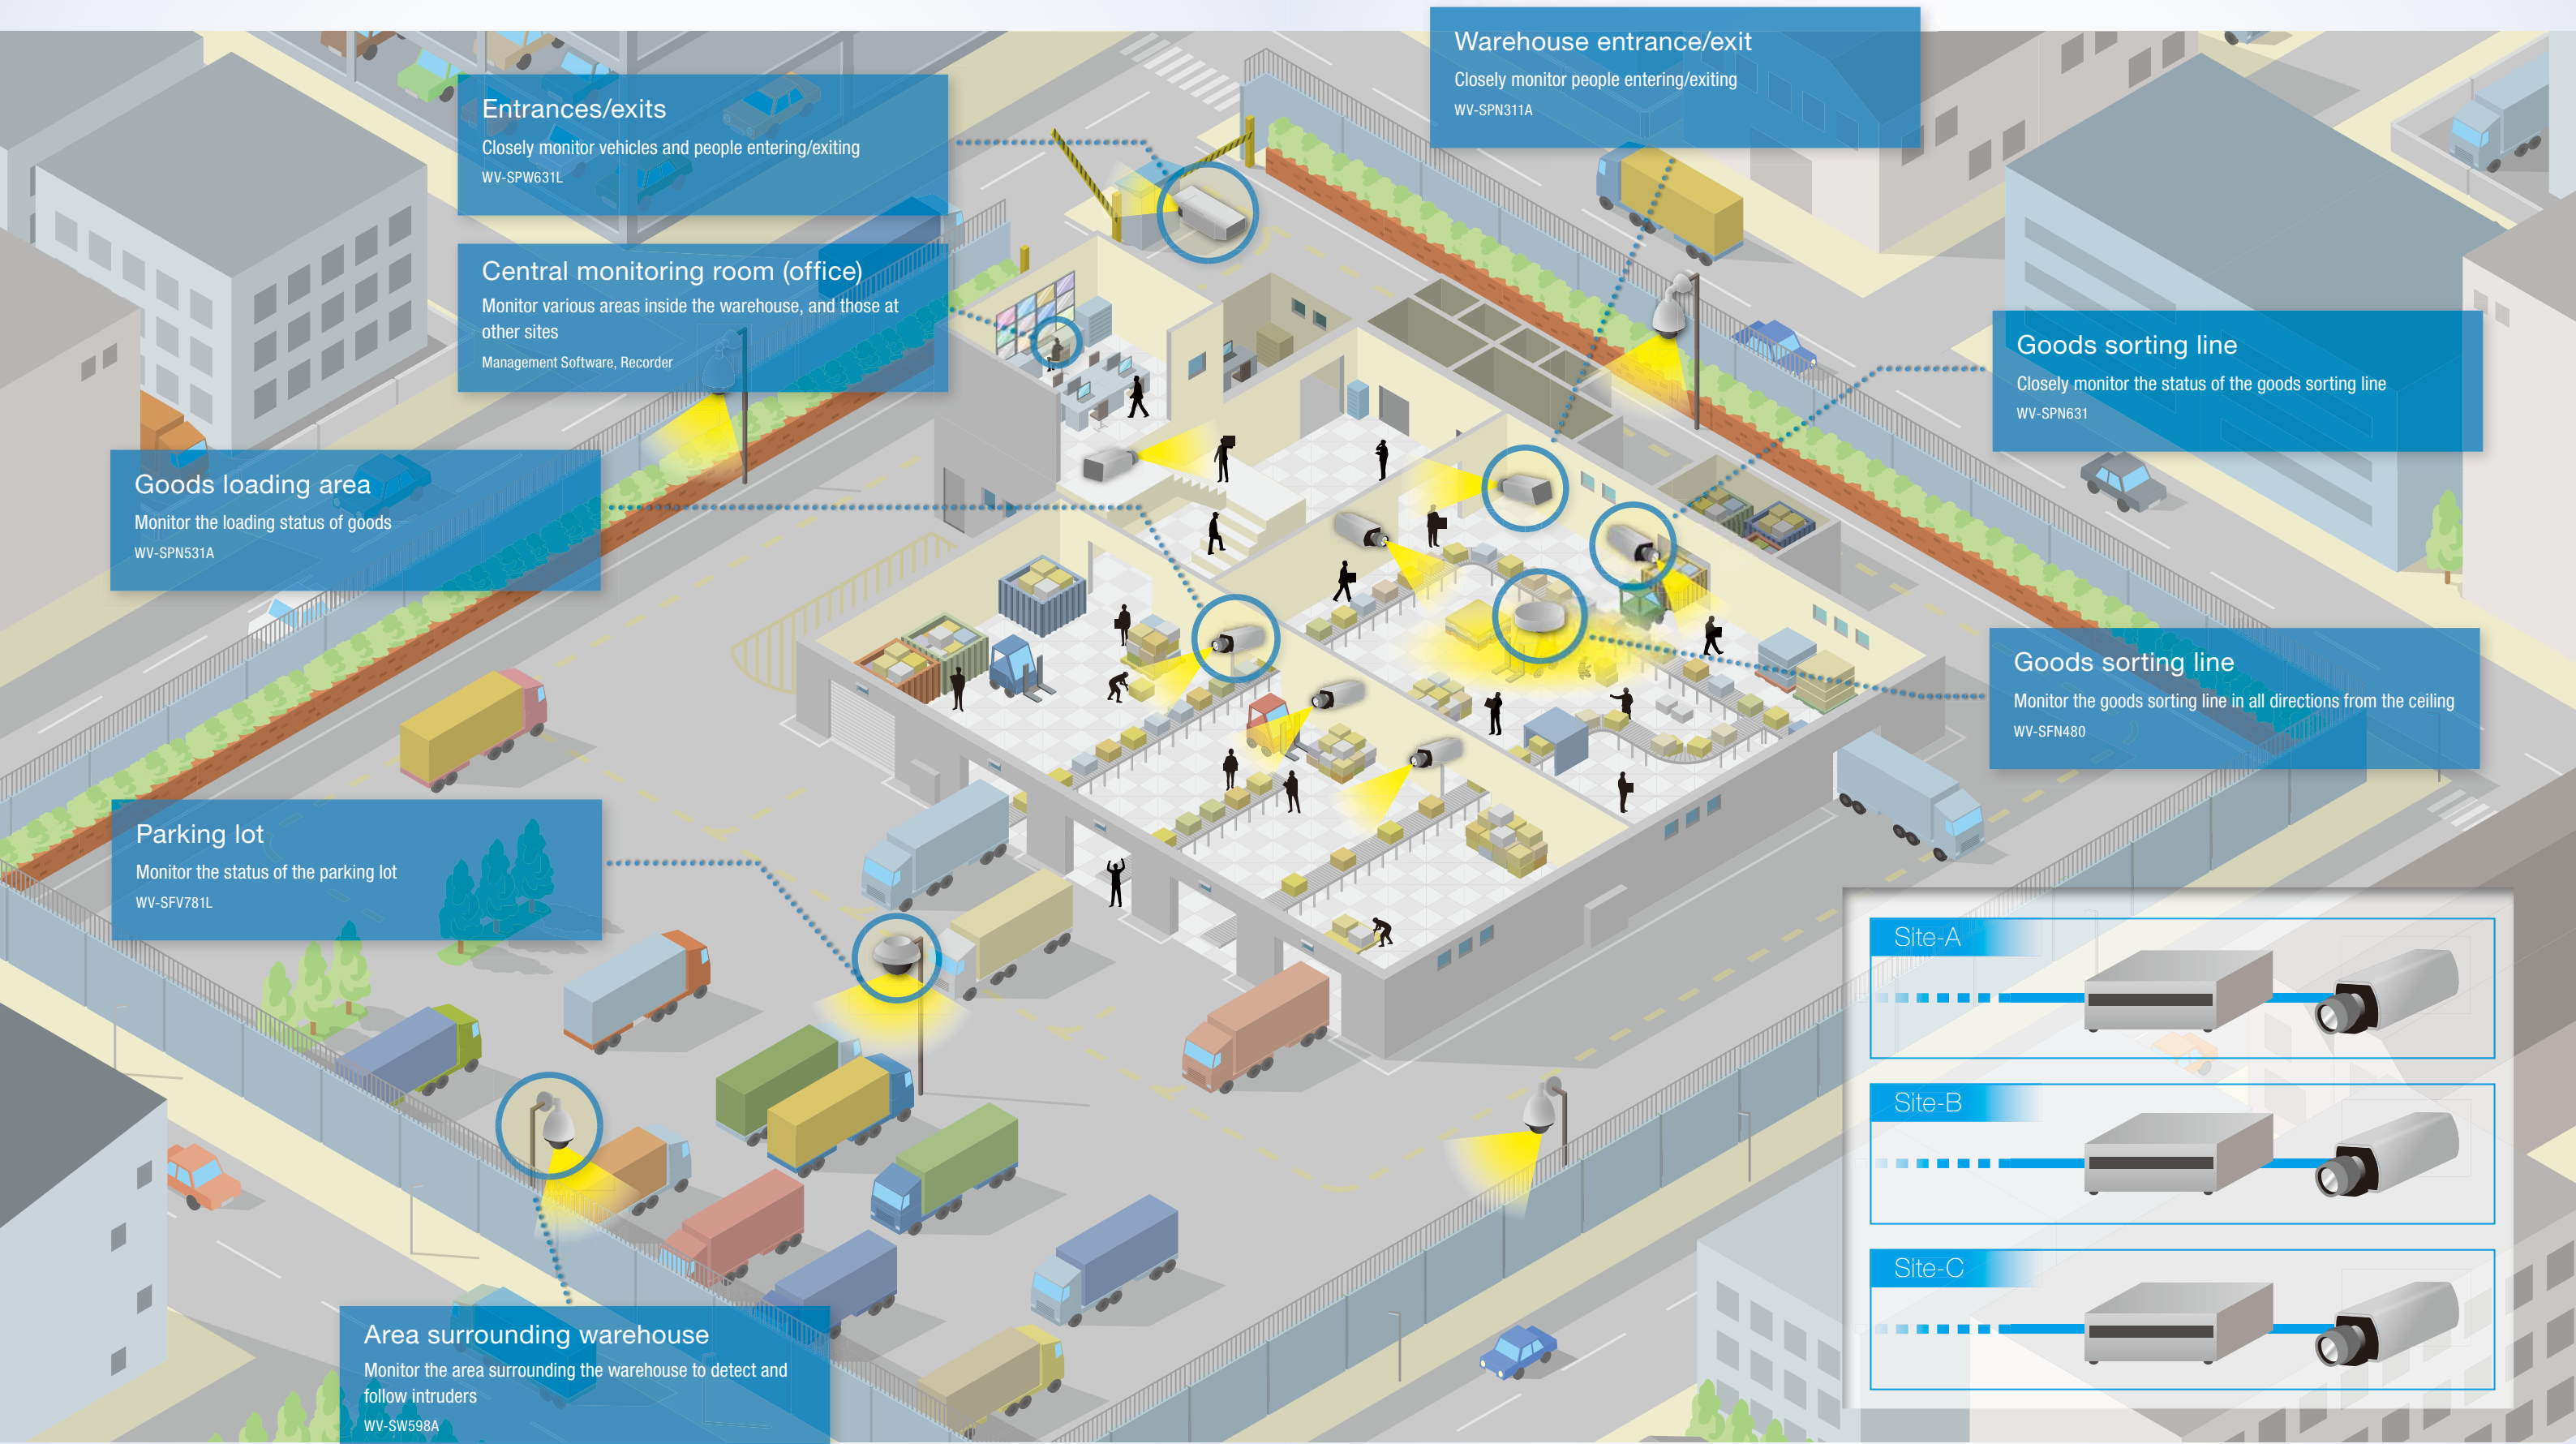 Warehouse entrance/exit
Closely monitor people entering/exiting
WV-SPN311A
Entrances/exits
Closely monitor vehicles and people entering/exiting
WV-SPW631L
Central monitoring room (office)
Monitor various areas inside the warehouse, and those at
other sites
Management Software, Recorder
Goods sorting line
Closely monitor the status of the goods sorting line
WV-SPN631
Goods loading area
Monitor the loading status of goods
WV-SPN531A
Goods sorting line
Monitor the goods sorting line in all directions from the ceiling
WV-SFN480
Parking lot
Monitor the status of the parking lot
WV-SFV781L
Site-A
Site-B
Site-C
Area surrounding warehouse
Monitor the area surrounding the warehouse to detect and
follow intruders
WV-SW598A